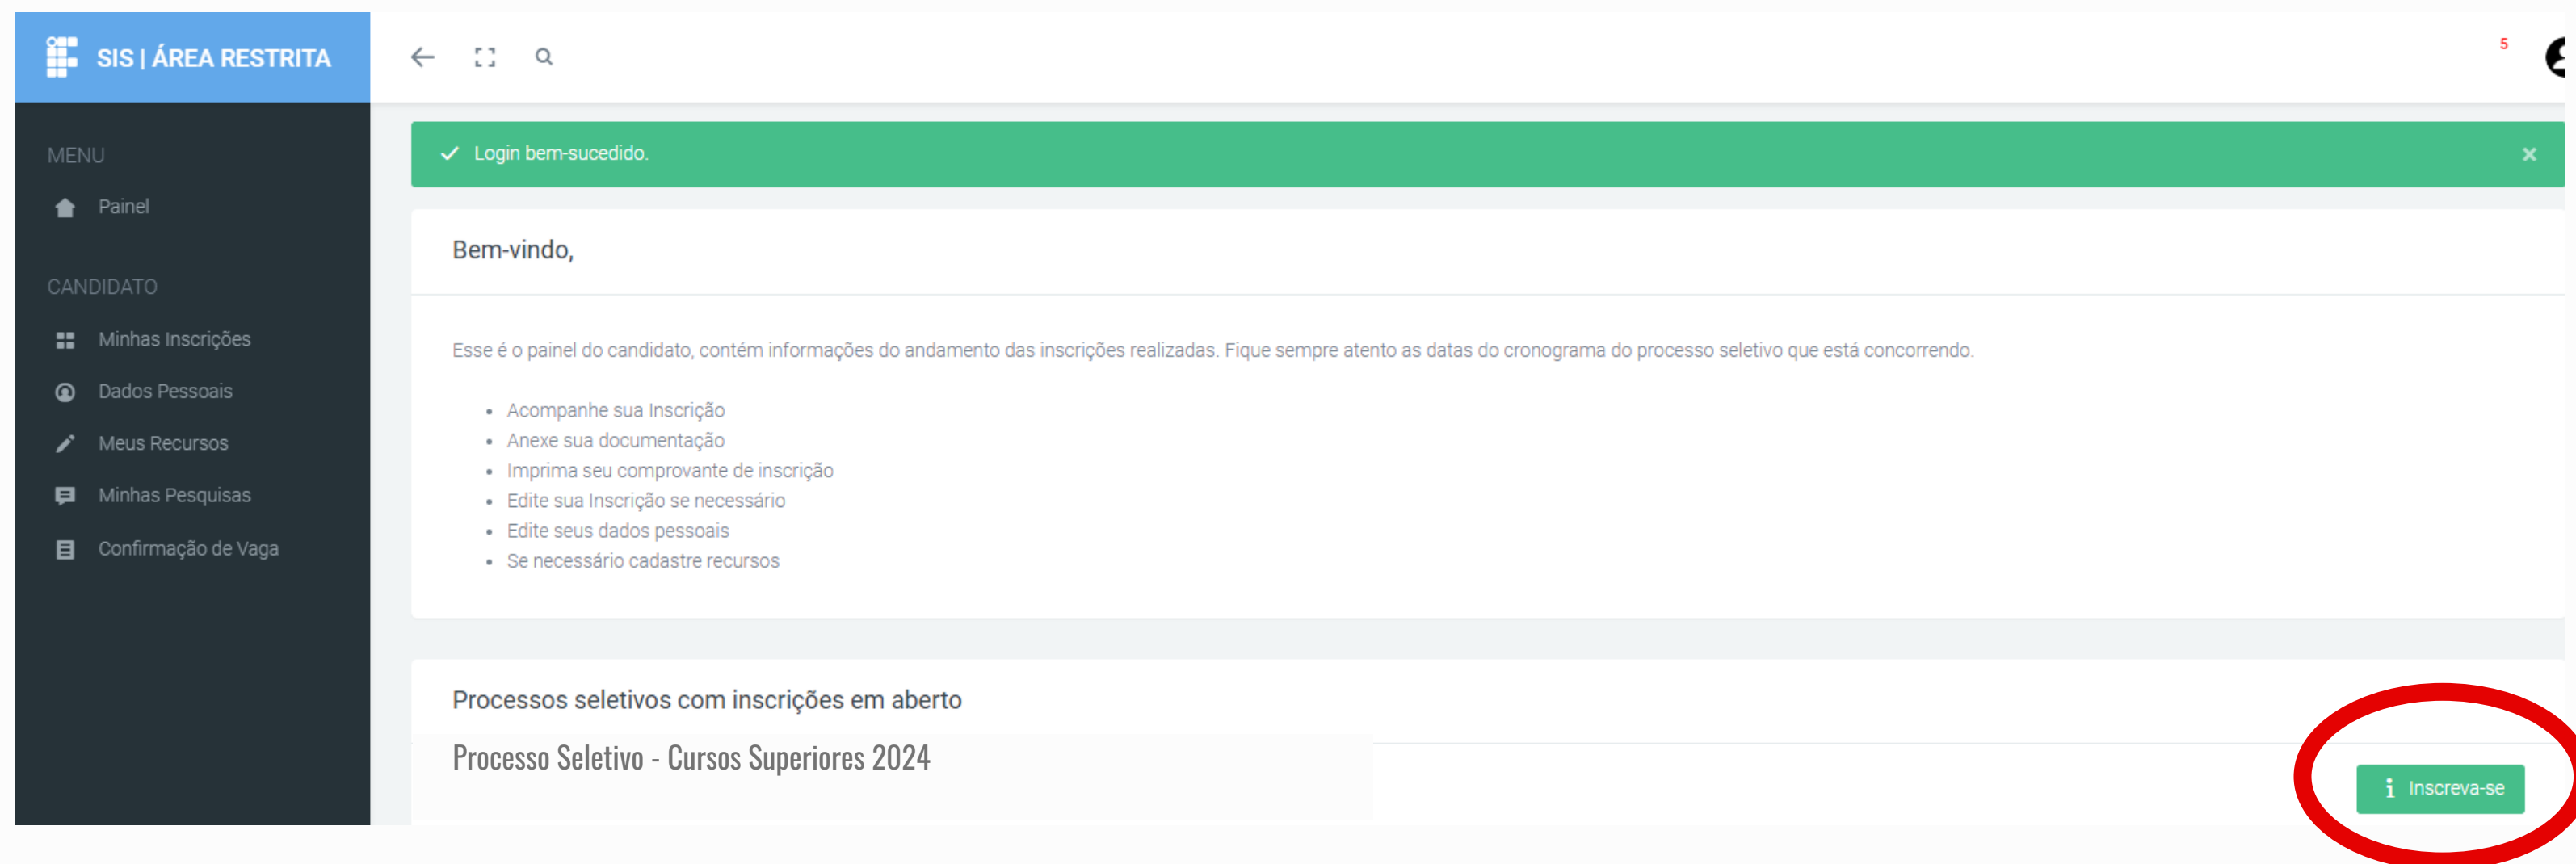 SIS | ÁREA RESTRITA
5
MENU
Painel
CANDIDATO
Minhas Inscrições
Dados Pessoais
Meus Recursos
Minhas Pesquisas
Confirmação de Vaga
Login bem-sucedido.
Bem-vindo,
Esse é o painel do candidato, contém informações do andamento das inscrições realizadas. Fique sempre atento as datas do cronograma do processo seletivo que está concorrendo.
• Acompanhe sua Inscrição
• Anexe sua documentação
• Imprima seu comprovante de inscrição
• Edite sua Inscrição se necessário
• Edite seus dados pessoais
• Se necessário cadastre recursos
Processos seletivos com inscrições em aberto
Processo Seletivo - Cursos Superiores 2024
Inscreva-se